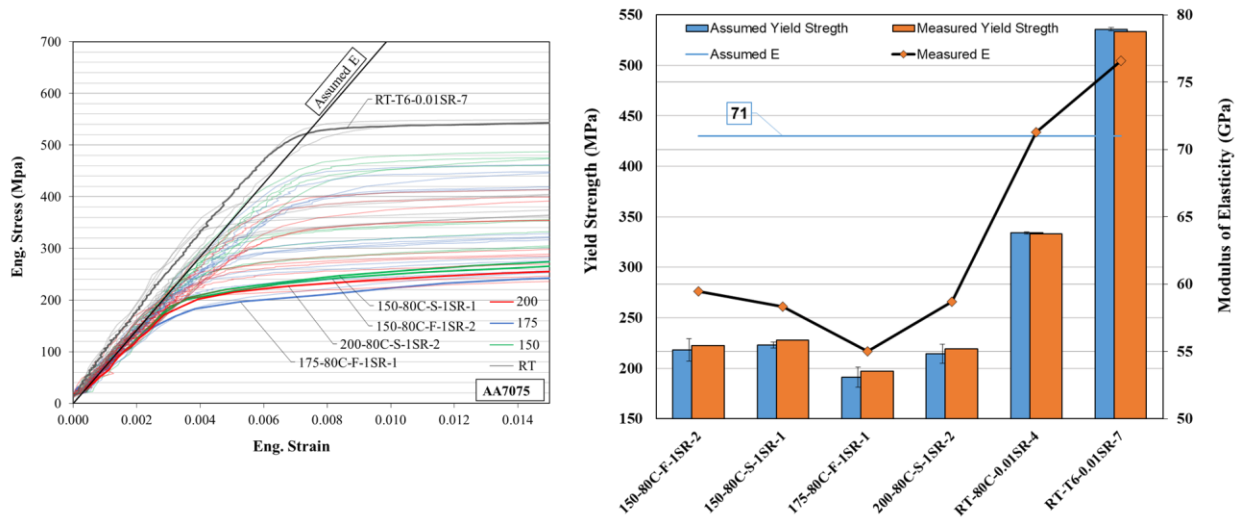 700
600
500
400
300
200
100
0
Eng. Stress (Mpa)
Assumed E
RT-T6-0.01SR-7
150-80C-S-1SR-1
150-80C-F-1SR-2
200-80C-S-1SR-2
175-80C-F-1SR-1
200
175
150
RT
AA7075
0.000 0.002 0.004 0.006 0.008 0.010 0.012 0.014
Eng. Strain
550
500
450
400
350
300
250
200
150
Yield Strength (MPa)
Assumed Yield Stregth Measured Yield Stregth
Assumed E Measured E
71
80
75
70
65
60
55
50
Modulus of Elasticity (GPa)
150-80C-F-1SR-2
150-80C-S-1SR-1
175-80C-F-1SR-1
200-80C-S-1SR-2
RT-80C-0.01SR-4
RT-T6-0.01SR-7